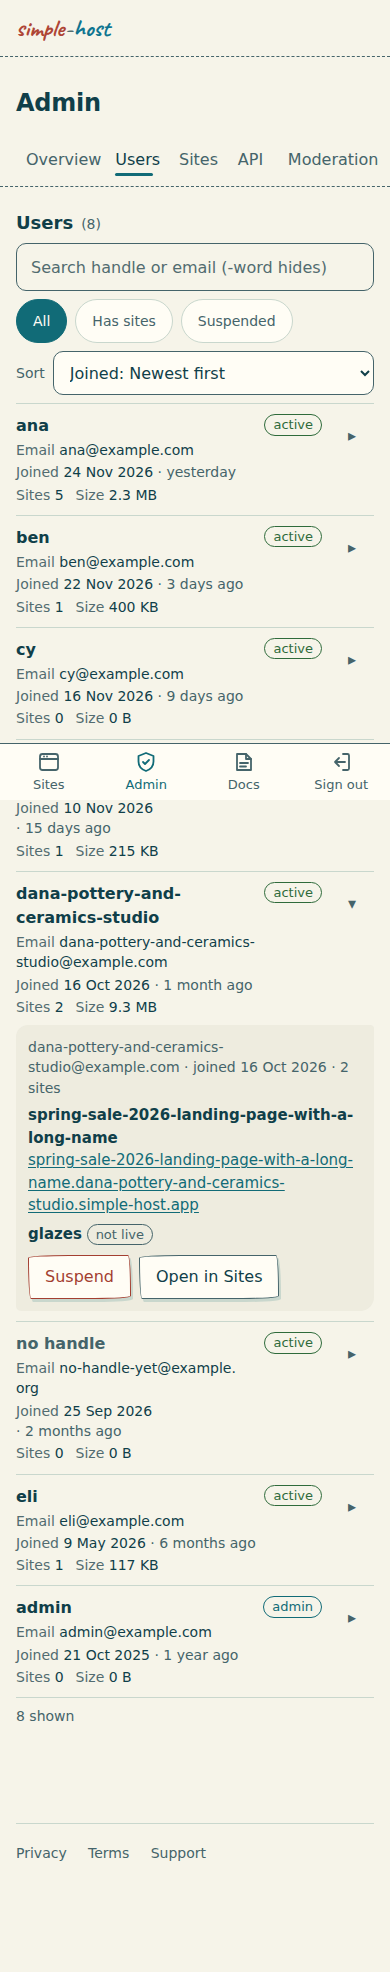 simple-host
Admin
Overview Users Sites API Moderation
Users (8)
Search handle or email (-word hides)
All Has sites Suspended
Sort Joined: Newest first
ana active ▸
Email ana@example.com
Joined 24 Nov 2026 · yesterday
Sites 5 Size 2.3 MB
ben active ▸
Email ben@example.com
Joined 22 Nov 2026 · 3 days ago
Sites 1 Size 400 KB
cy active ▸
Email cy@example.com
Joined 16 Nov 2026 · 9 days ago
Sites 0 Size 0 B
Sites Admin Docs Sign out
Joined 10 Nov 2026
· 15 days ago
Sites 1 Size 215 KB
dana-pottery-and- active ▾
ceramics-studio
Email dana-pottery-and-ceramics-
studio@example.com
Joined 16 Oct 2026 · 1 month ago
Sites 2 Size 9.3 MB
dana-pottery-and-ceramics-
studio@example.com · joined 16 Oct 2026 · 2
sites
spring-sale-2026-landing-page-with-a-
long-name
spring-sale-2026-landing-page-with-a-long-
name.dana-pottery-and-ceramics-
studio.simple-host.app
glazes not live
Suspend Open in Sites
no handle active ▸
Email no-handle-yet@example.
org
Joined 25 Sep 2026
· 2 months ago
Sites 0 Size 0 B
eli active ▸
Email eli@example.com
Joined 9 May 2026 · 6 months ago
Sites 1 Size 117 KB
admin admin ▸
Email admin@example.com
Joined 21 Oct 2025 · 1 year ago
Sites 0 Size 0 B
8 shown
Privacy Terms Support